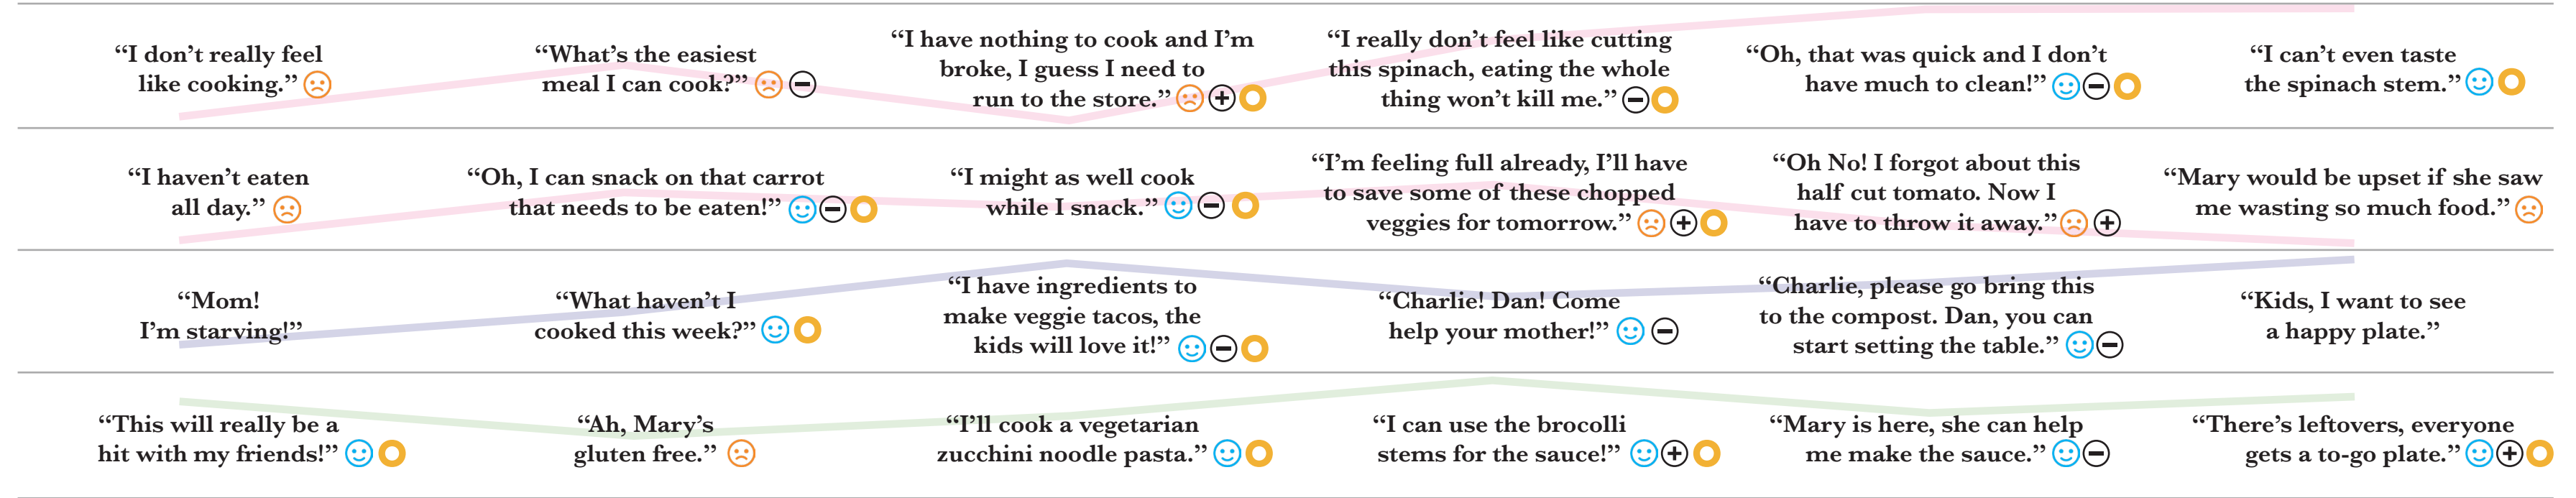 “I don’t really feel
like cooking.”
“What’s the easiest
meal I can cook?”
“I have nothing to cook and I’m
broke, I guess I need to
run to the store.”
“I really don’t feel like cutting
this spinach, eating the whole
thing won’t kill me.”
“Oh, that was quick and I don’t
have much to clean!”
“I can’t even taste
the spinach stem.”
“I haven’t eaten
all day.”
“Oh, I can snack on that carrot
that needs to be eaten!”
“I might as well cook
while I snack.”
“I’m feeling full already, I’ll have
to save some of these chopped
veggies for tomorrow.”
“Oh No! I forgot about this
half cut tomato. Now I
have to throw it away.”
“Mary would be upset if she saw
me wasting so much food.”
“Mom!
I’m starving!”
“What haven’t I
cooked this week?”
“I have ingredients to
make veggie tacos, the
kids will love it!”
“Charlie! Dan! Come
help your mother!”
“Charlie, please go bring this
to the compost. Dan, you can
start setting the table.”
“Kids, I want to see
a happy plate.”
“This will really be a
hit with my friends!”
“Ah, Mary’s
gluten free.”
“I’ll cook a vegetarian
zucchini noodle pasta.”
“I can use the brocolli
stems for the sauce!”
“Mary is here, she can help
me make the sauce.”
“There’s leftovers, everyone
gets a to-go plate.”